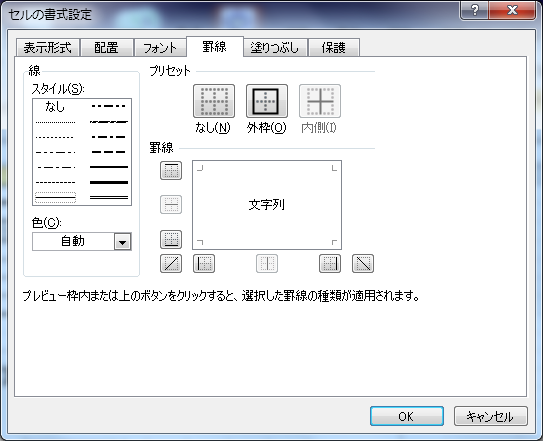 セルの書式設定
表示形式 配置 フォント 罫線 塗りつぶし 保護
線
スタイル(S):
なし
色(C):
自動
プリセット
なし(N) 外枠(O) 内側(I)
罫線
文字列
プレビュー枠内または上のボタンをクリックすると、選択した罫線の種類が適用されます。
OK キャンセル